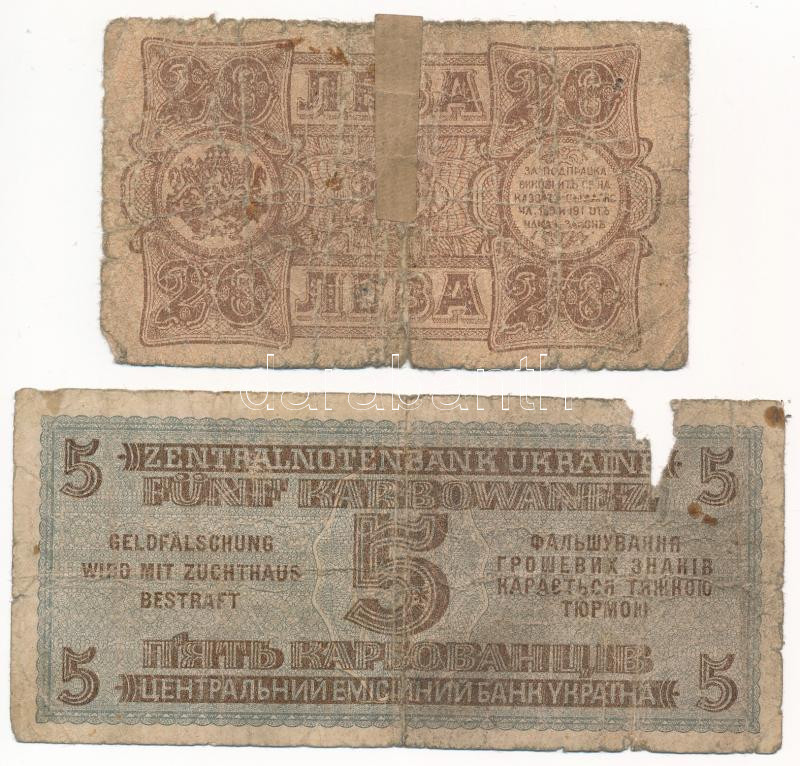 20 ЛЕВА 20
ЗА ПОДПРАВКА
20 ЛЕВА 20
darabanth
5 ZENTRALNOTENBANK UKRAINE 5
FÜNF KARBOWANEZ
5
GELDFÄLSCHUNG
WIRD MIT ZUCHTHAUS
BESTRAFT
ФАЛЬШУВАННЯ
ГРОШЕВИХ ЗНАКІВ
КАРАЄТЬСЯ ТЯЖКОЮ
ТЮРМОЮ
П'ЯТЬ КАРБОВАНЦІВ
5 ЦЕНТРАЛЬНИЙ ЕМІСІЙНИЙ БАНК УКРАЇНА 5